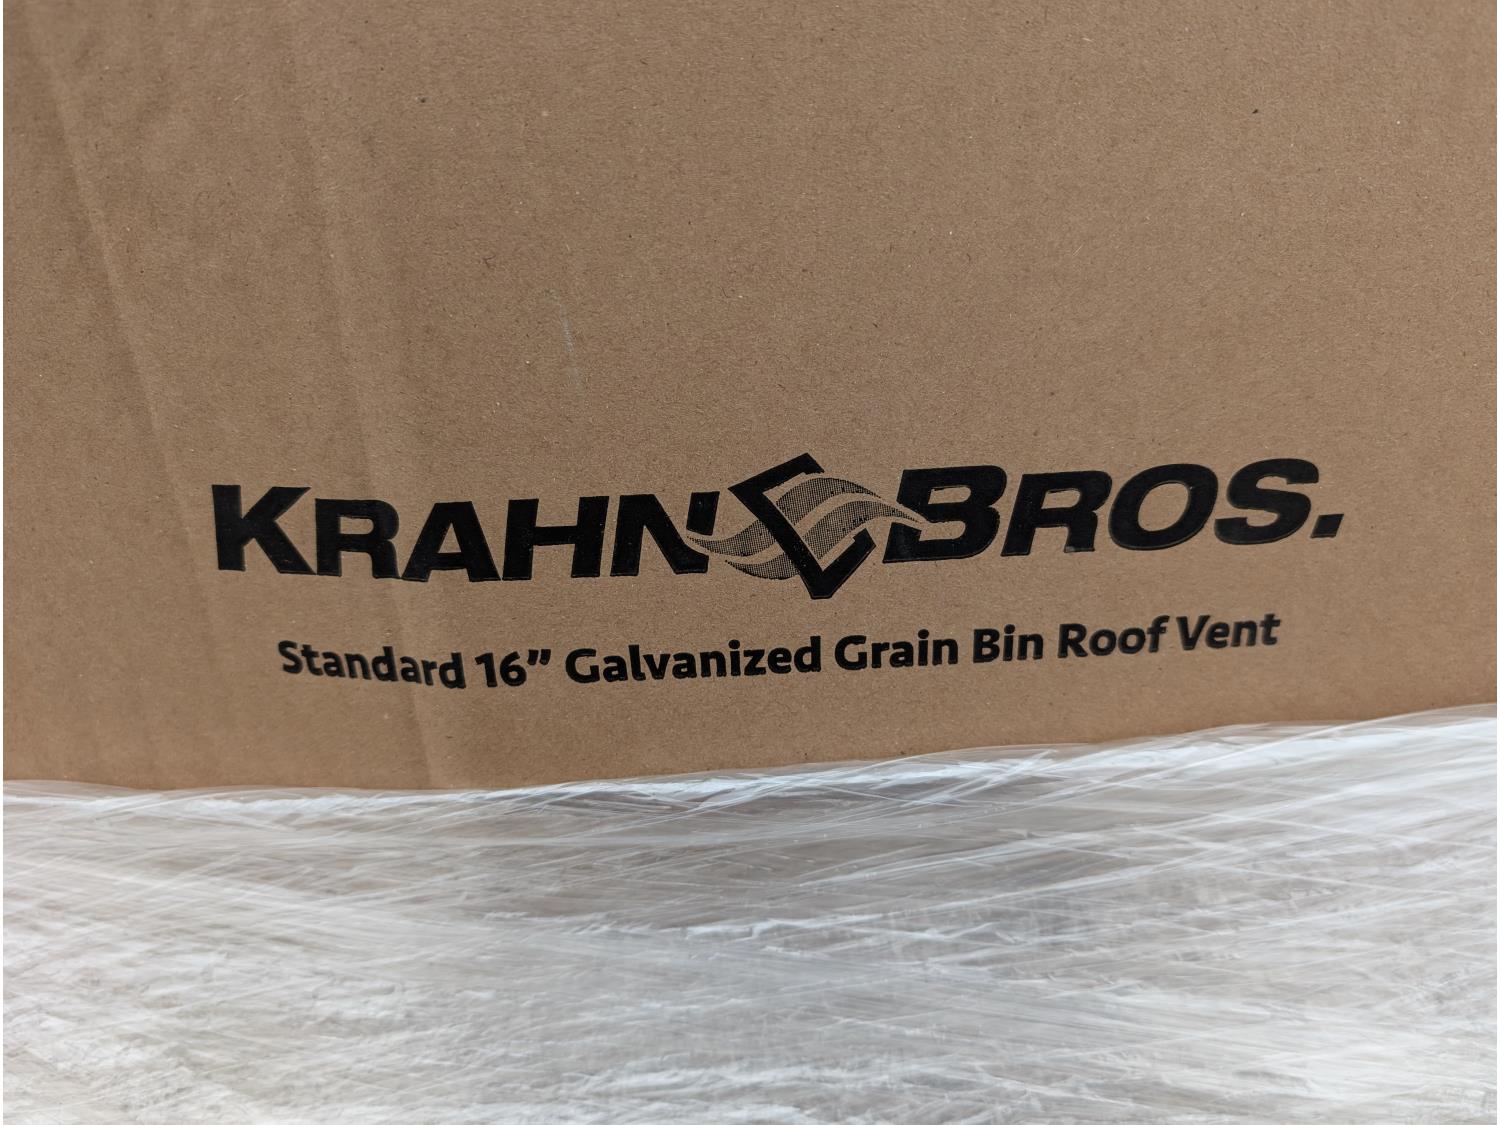 KRAHN BROS.
Standard 16” Galvanized Grain Bin Roof Vent